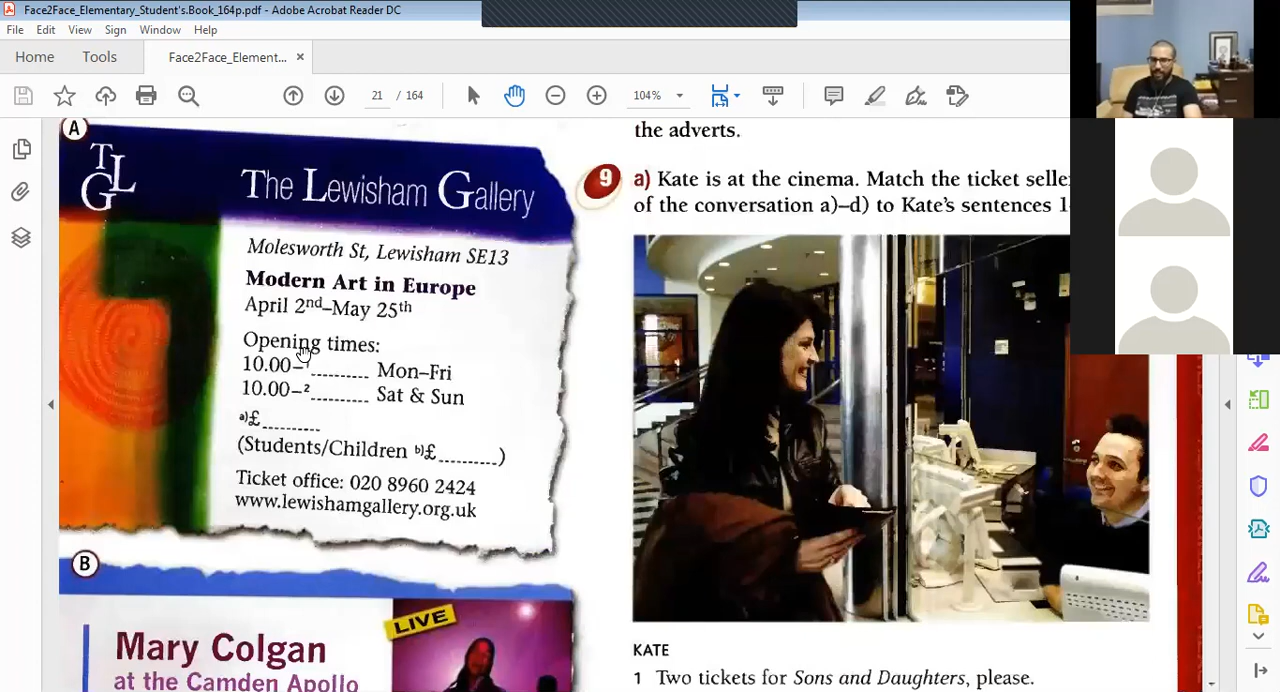 Face2Face_Elementary_Student's.Book_164p.pdf - Adobe Acrobat Reader DC
File Edit View Sign Window Help
Home Tools Face2Face_Element... ×
21 / 164 104%
A
TLG
The Lewisham Gallery
Molesworth St, Lewisham SE13
Modern Art in Europe
April 2nd–May 25th
Opening times:
10.00–1 ......... Mon–Fri
10.00–2 ......... Sat & Sun
a)£ .........
(Students/Children b)£ .........)
Ticket office: 020 8960 2424
www.lewishamgallery.org.uk
B
LIVE
Mary Colgan
at the Camden Apollo
the adverts.
9 a) Kate is at the cinema. Match the ticket selle
of the conversation a)–d) to Kate's sentences 1
KATE
1 Two tickets for Sons and Daughters, please.